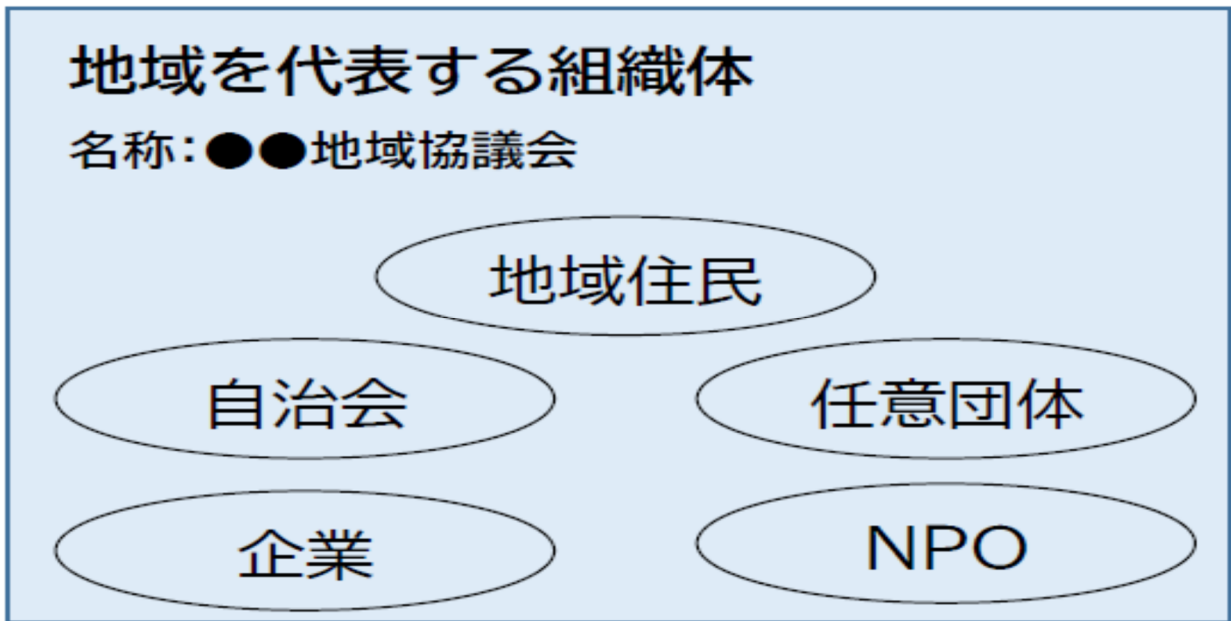 地域を代表する組織体
名称：●●地域協議会
地域住民
自治会
任意団体
企業
NPO